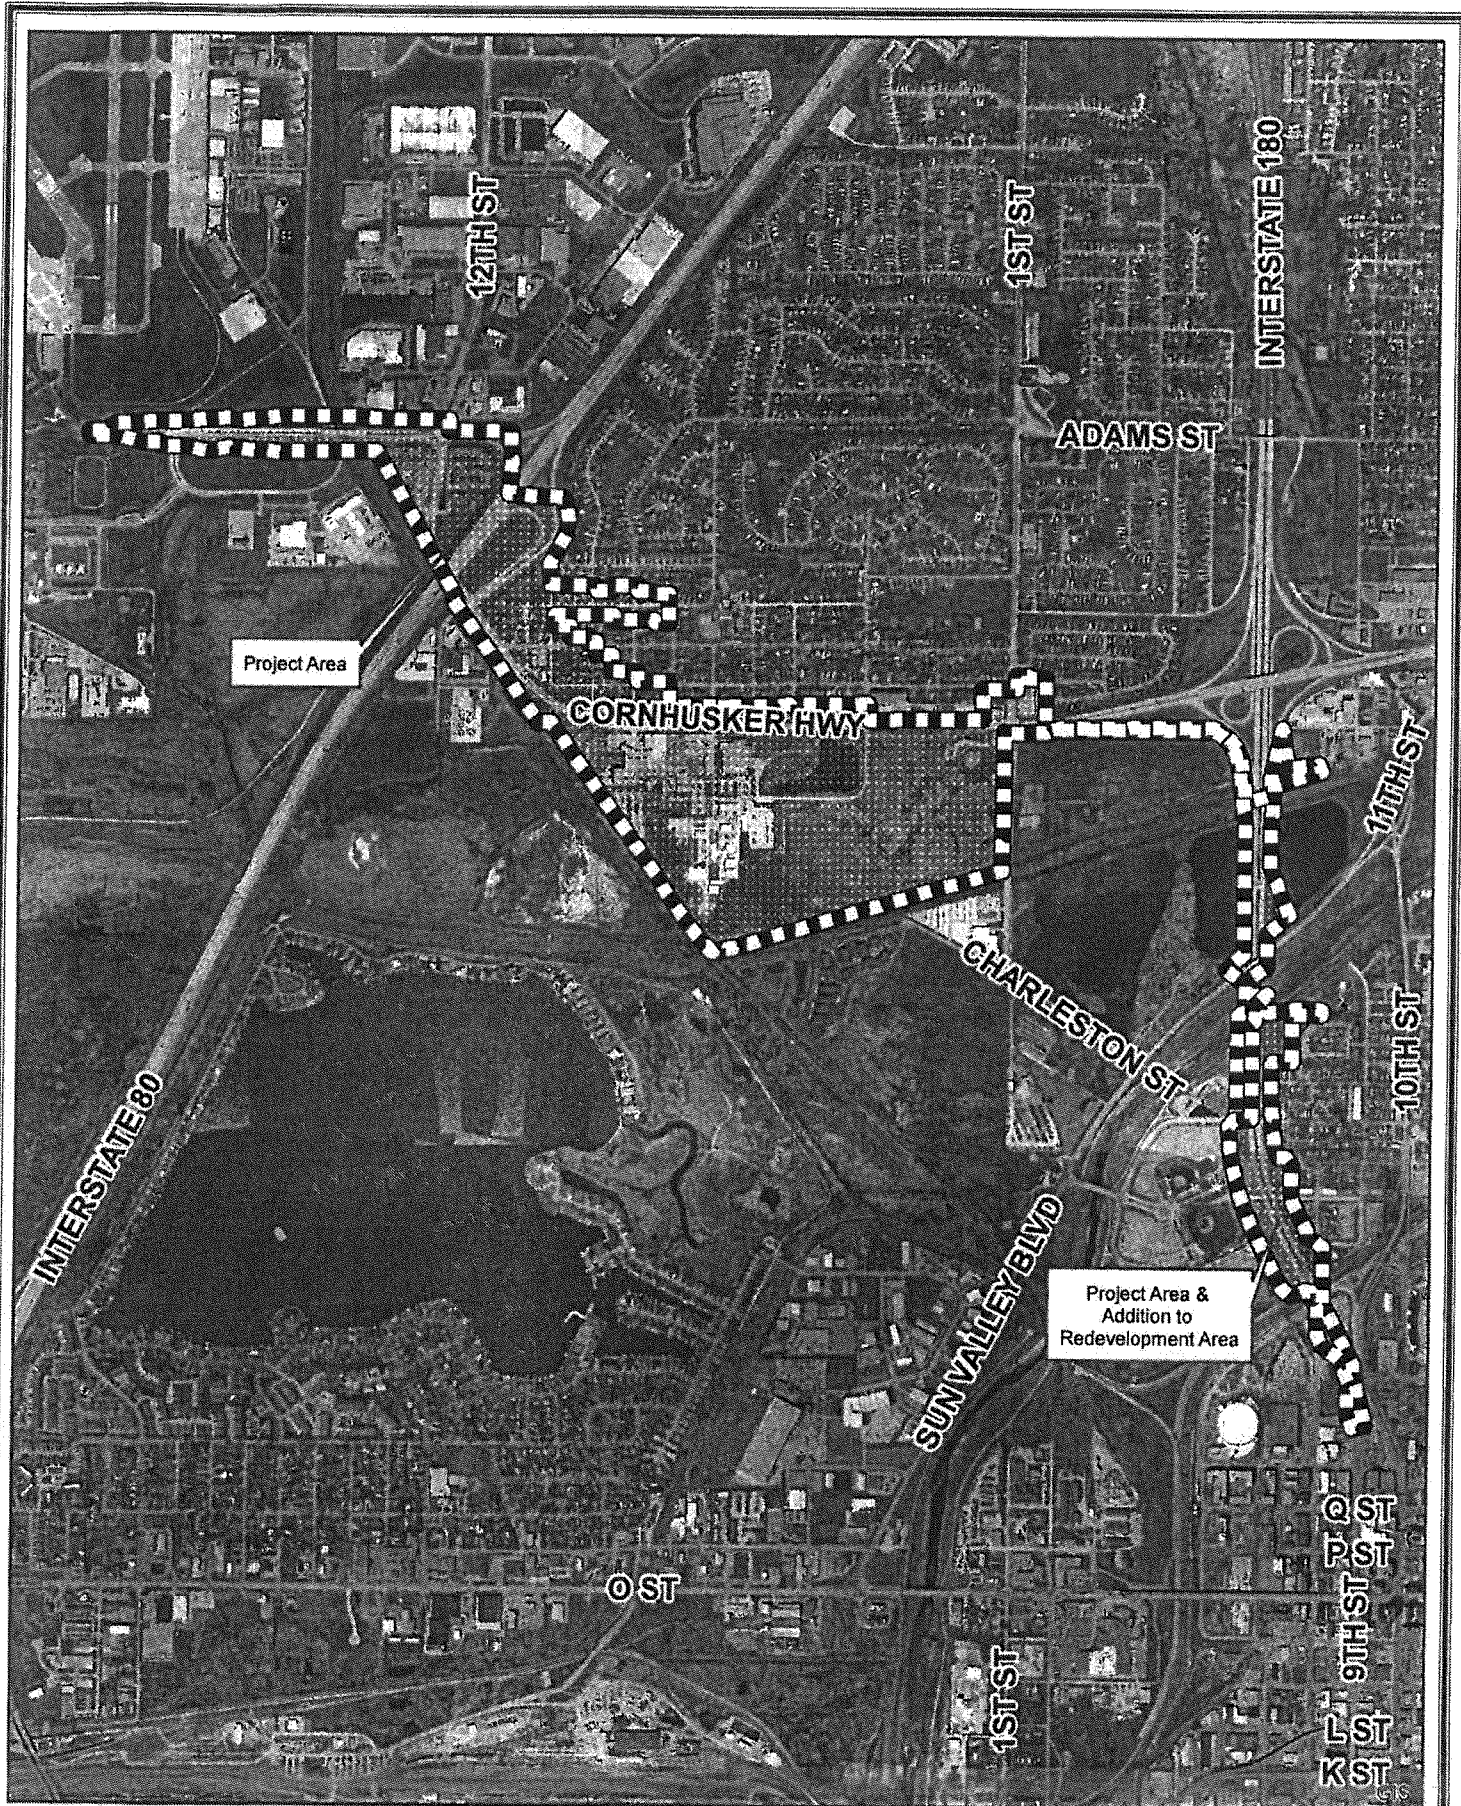 12TH ST
1ST ST
INTERSTATE 180
ADAMS ST
Project Area
CORNHUSKER HWY
11TH ST
CHARLESTON ST
10TH ST
INTERSTATE 80
SUN VALLEY BLVD
Project Area &
Addition to
Redevelopment Area
Q ST
P ST
O ST
9TH ST
1ST ST
L ST
K ST